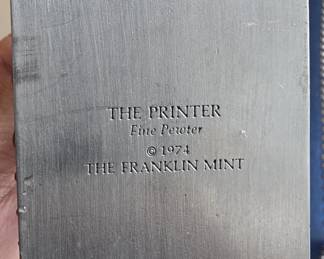 THE PRINTER
Fine Pewter
© 1974
THE FRANKLIN MINT